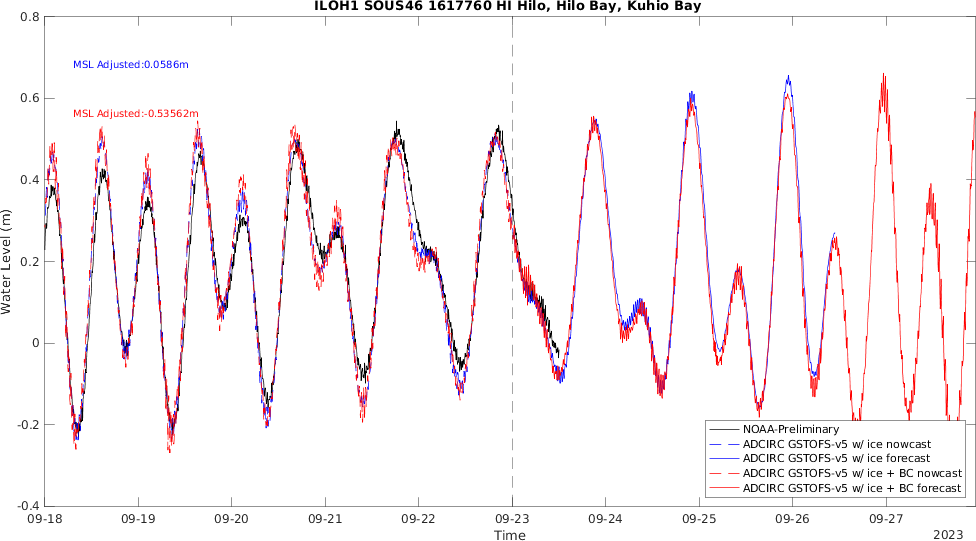 ILOH1 SOUS46 1617760 HI Hilo, Hilo Bay, Kuhio Bay
0.8
0.6
0.4
0.2
0
-0.2
-0.4
Water Level (m)
MSL Adjusted:0.0586m
MSL Adjusted:-0.53562m
NOAA-Preliminary
ADCIRC GSTOFS-v5 w/ ice nowcast
ADCIRC GSTOFS-v5 w/ ice forecast
ADCIRC GSTOFS-v5 w/ ice + BC nowcast
ADCIRC GSTOFS-v5 w/ ice + BC forecast
09-18 09-19 09-20 09-21 09-22 09-23 09-24 09-25 09-26 09-27
Time
2023